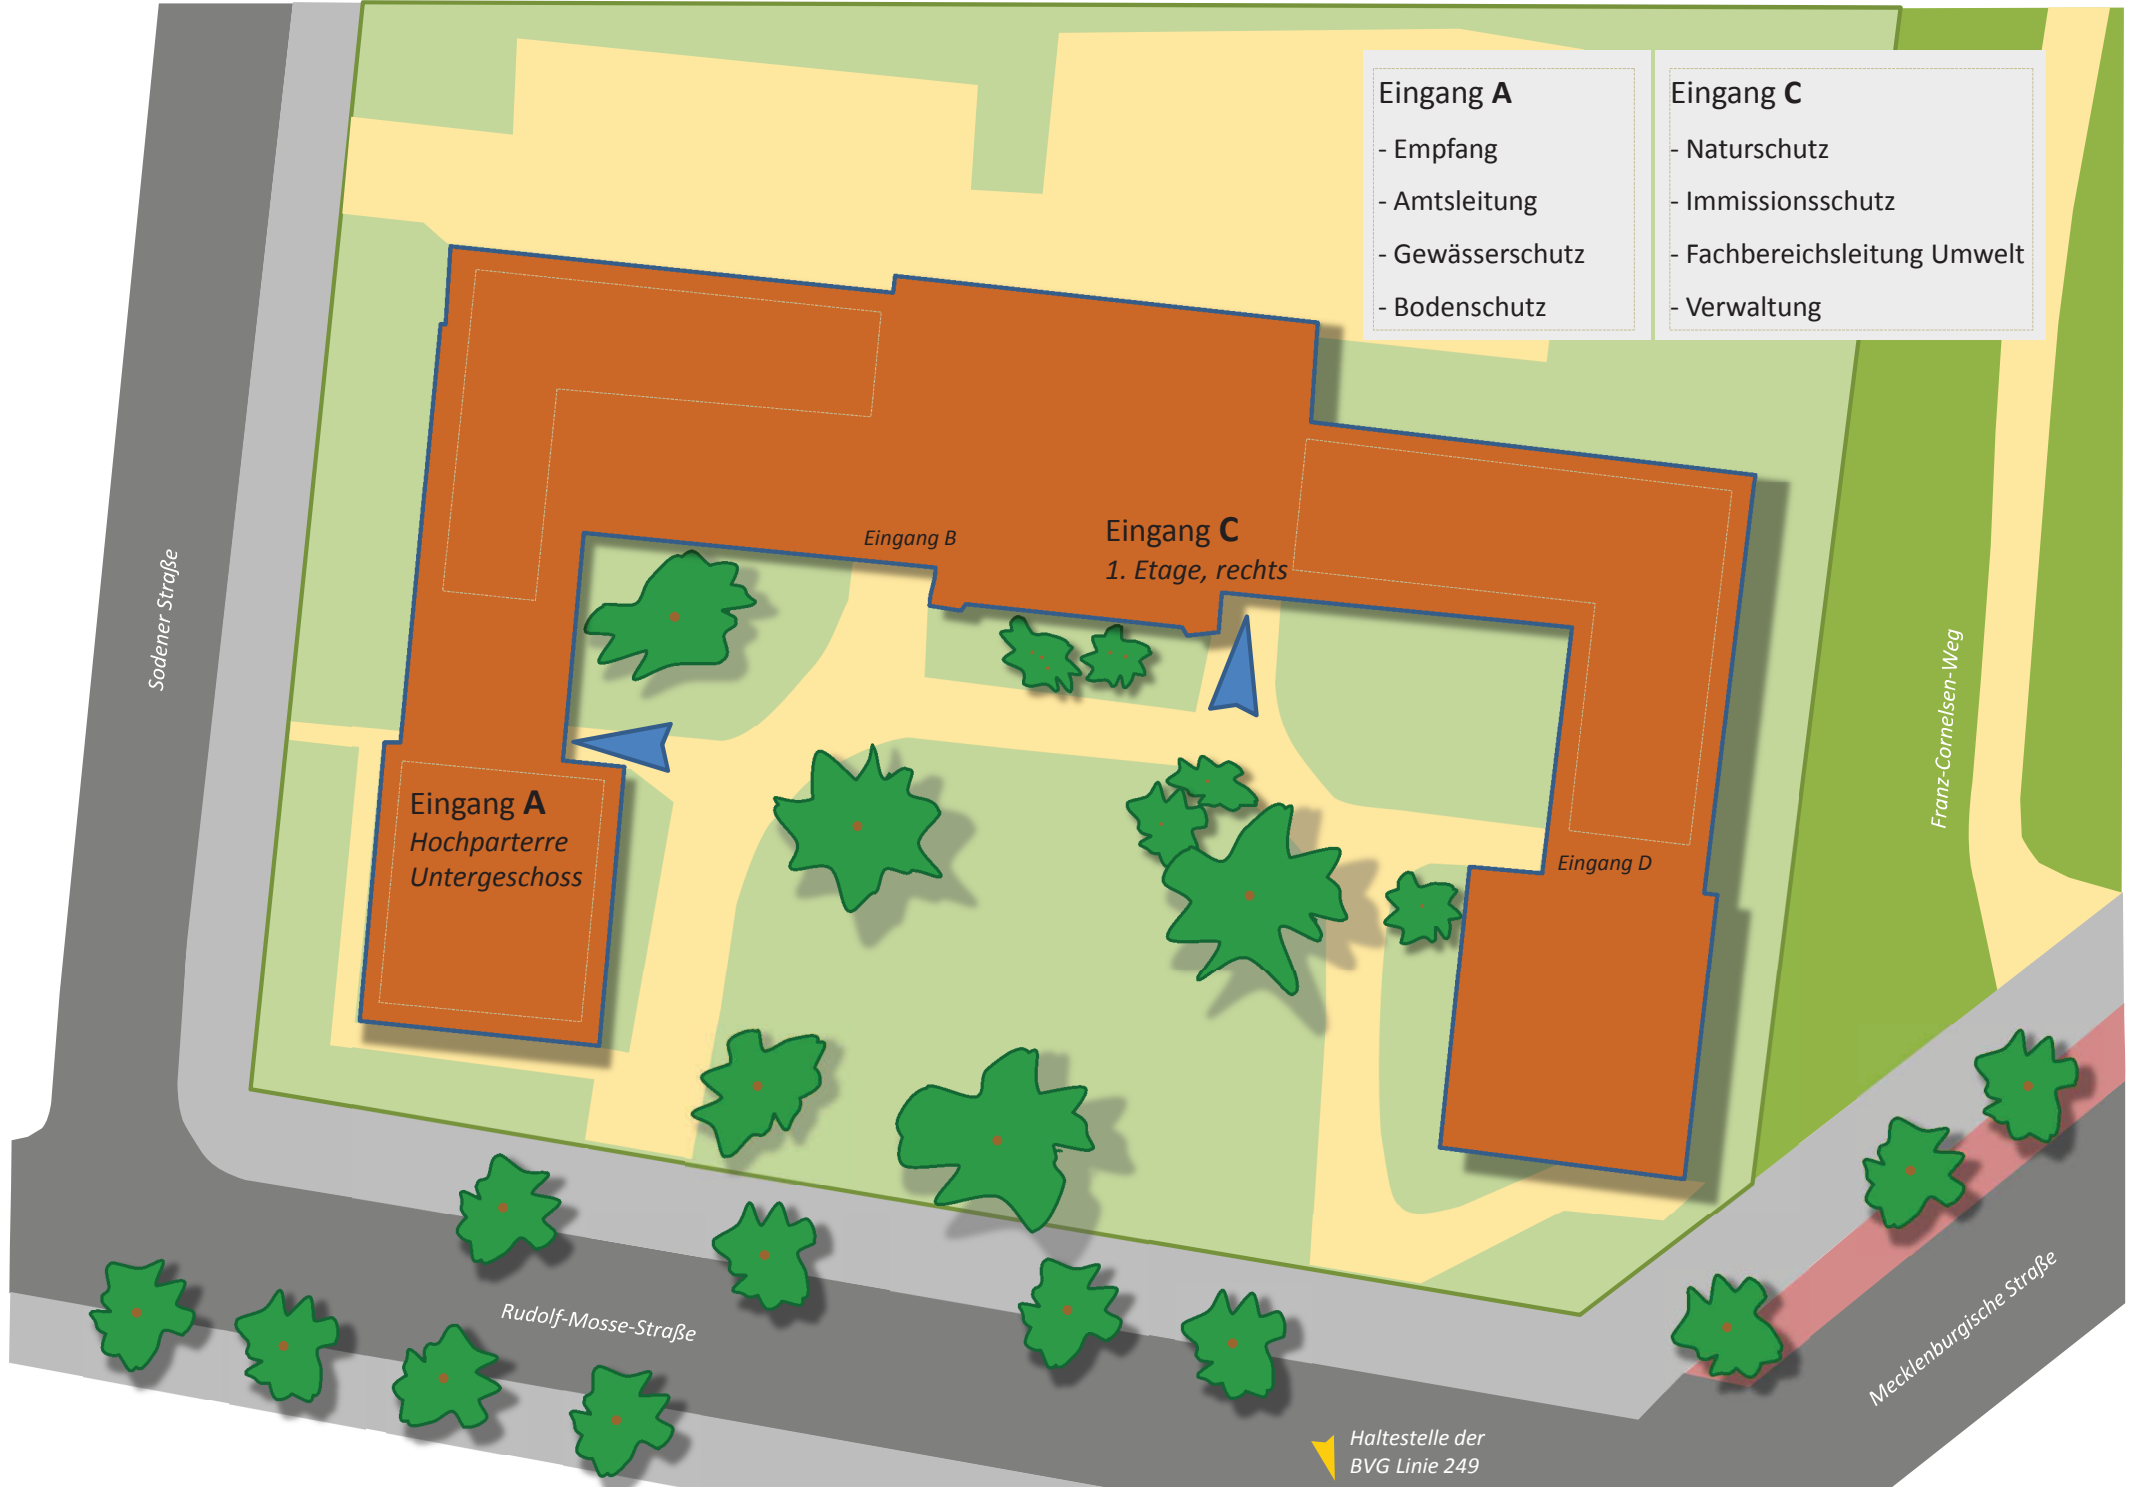 Eingang A
- Empfang
- Amtsleitung
- Gewässerschutz
- Bodenschutz
Eingang C
- Naturschutz
- Immissionsschutz
- Fachbereichsleitung Umwelt
- Verwaltung
Eingang B
Eingang C
1. Etage, rechts
Sodener Straße
Franz-Cornelsen-Weg
Eingang A
Hochparterre
Untergeschoss
Eingang D
Rudolf-Mosse-Straße
Mecklenburgische Straße
Haltestelle der
BVG Linie 249